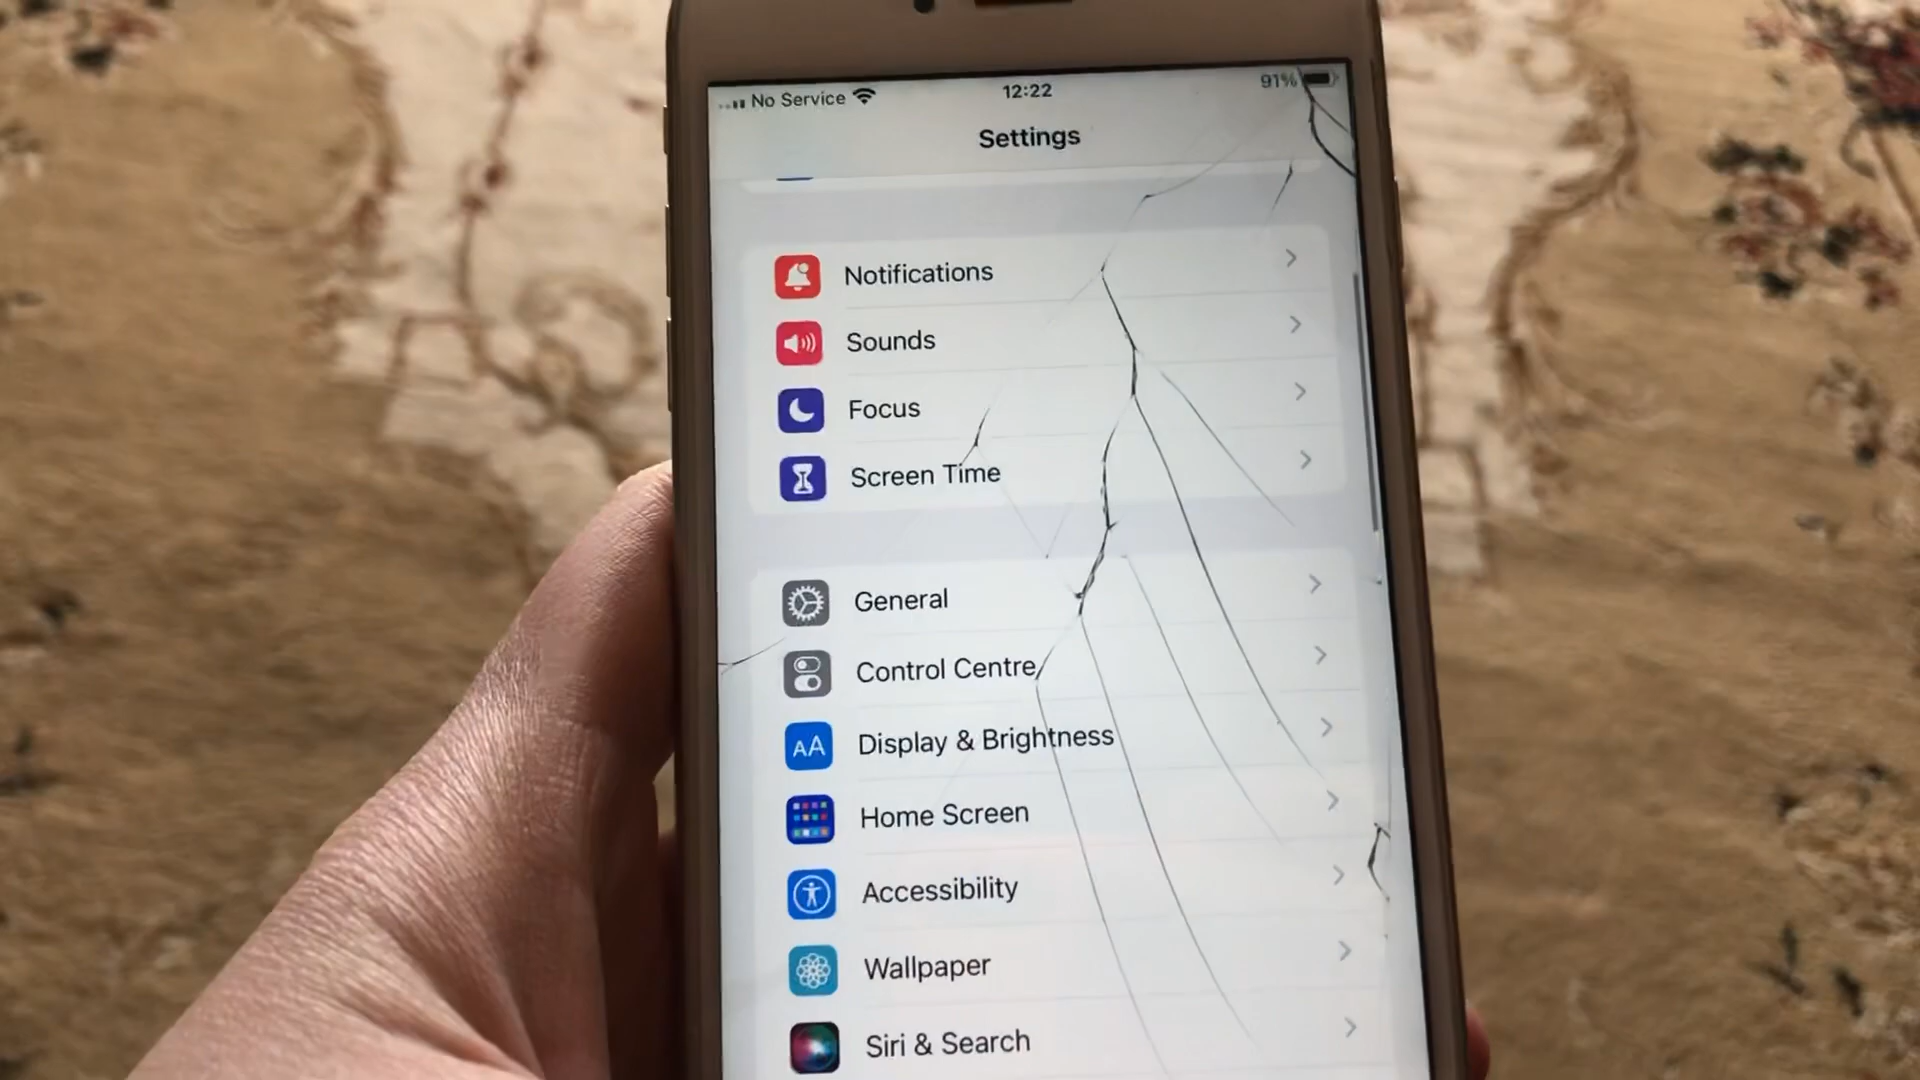 No Service 12:22 91%
Settings
Notifications
Sounds
Focus
Screen Time
General
Control Centre
AA Display & Brightness
Home Screen
Accessibility
Wallpaper
Siri & Search